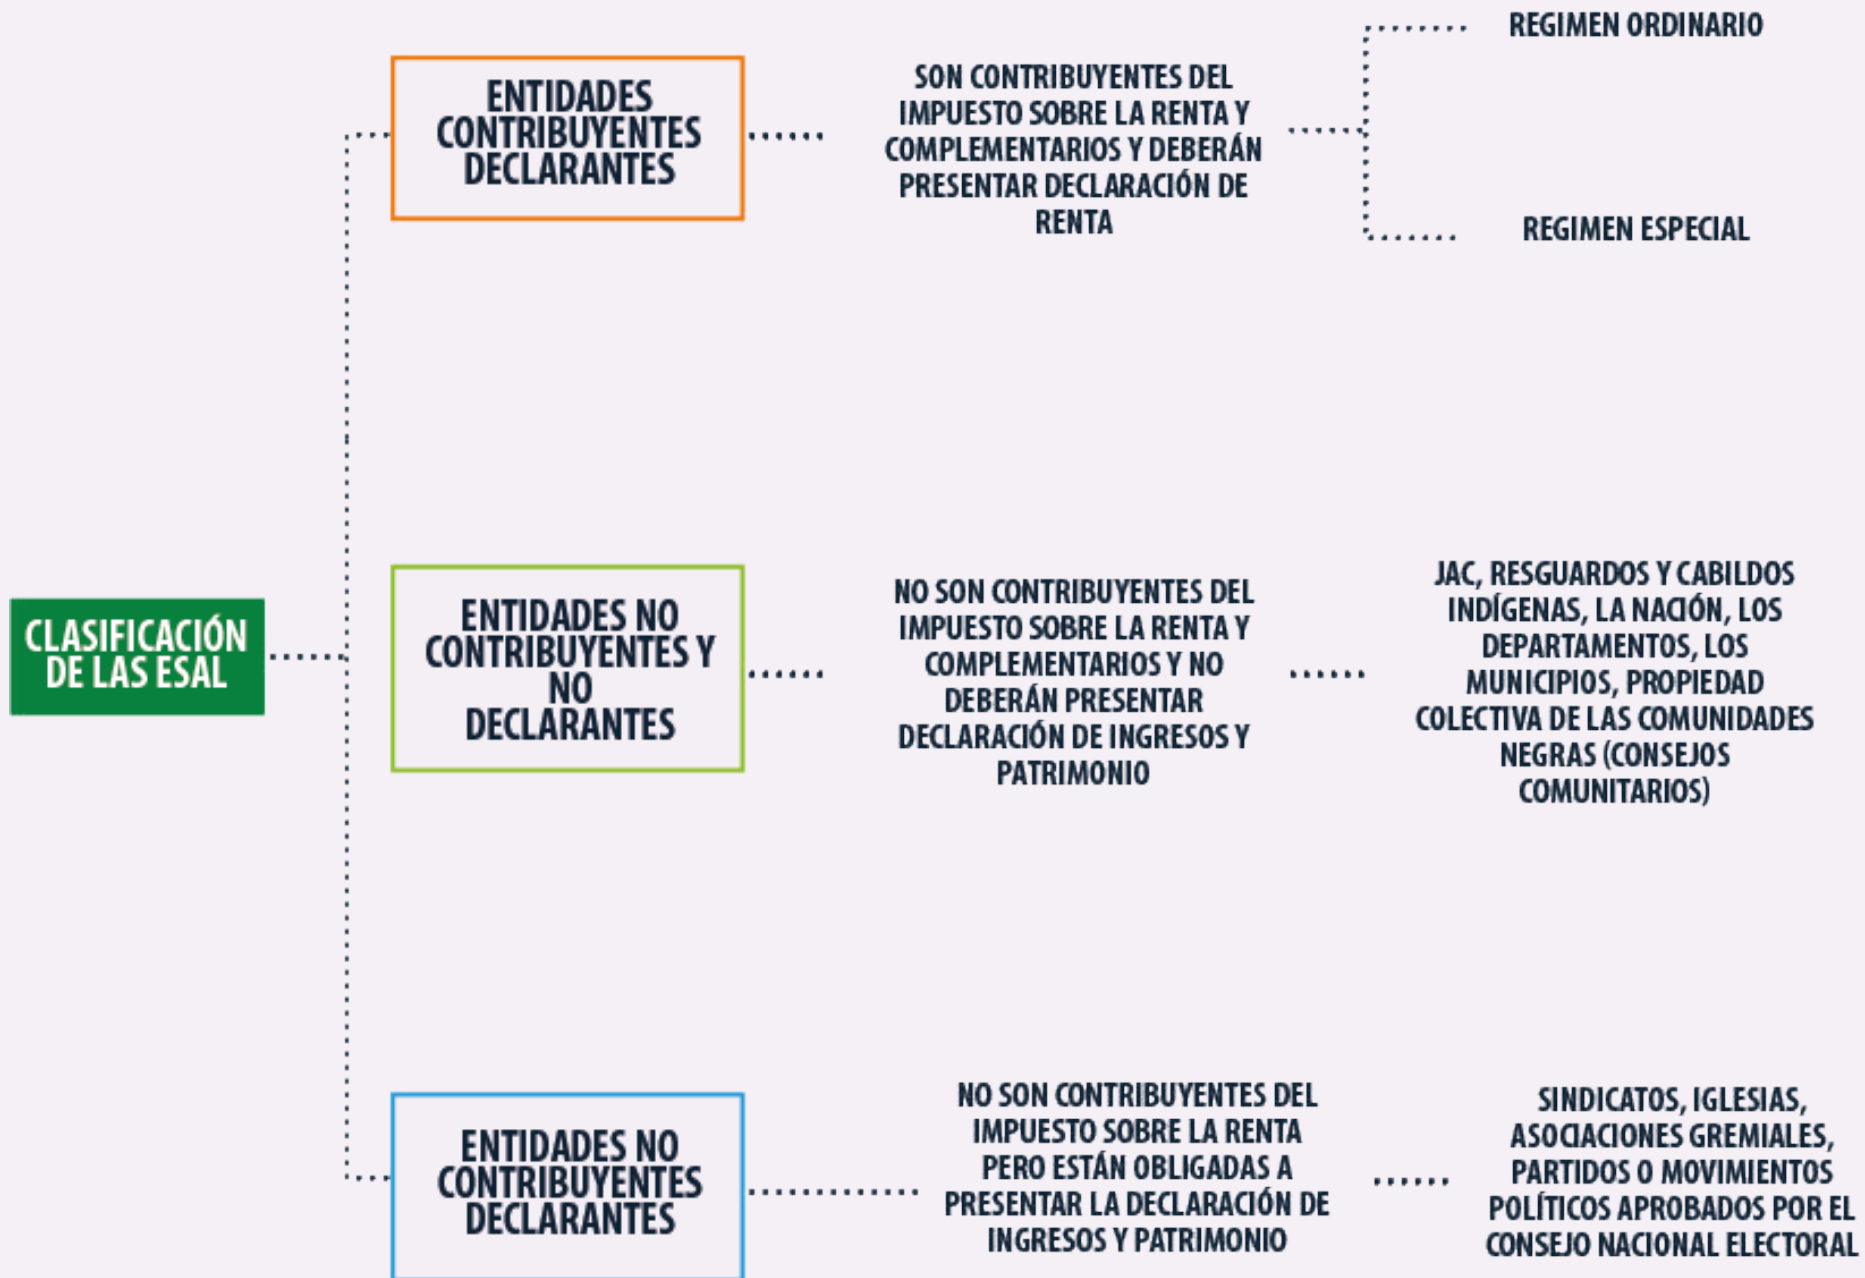 CLASIFICACIÓN
DE LAS ESAL
ENTIDADES
CONTRIBUYENTES
DECLARANTES
SON CONTRIBUYENTES DEL
IMPUESTO SOBRE LA RENTA Y
COMPLEMENTARIOS Y DEBERÁN
PRESENTAR DECLARACIÓN DE
RENTA
REGIMEN ORDINARIO
REGIMEN ESPECIAL
ENTIDADES NO
CONTRIBUYENTES Y
NO
DECLARANTES
NO SON CONTRIBUYENTES DEL
IMPUESTO SOBRE LA RENTA Y
COMPLEMENTARIOS Y NO
DEBERÁN PRESENTAR
DECLARACIÓN DE INGRESOS Y
PATRIMONIO
JAC, RESGUARDOS Y CABILDOS
INDÍGENAS, LA NACIÓN, LOS
DEPARTAMENTOS, LOS
MUNICIPIOS, PROPIEDAD
COLECTIVA DE LAS COMUNIDADES
NEGRAS (CONSEJOS
COMUNITARIOS)
ENTIDADES NO
CONTRIBUYENTES
DECLARANTES
NO SON CONTRIBUYENTES DEL
IMPUESTO SOBRE LA RENTA
PERO ESTÁN OBLIGADAS A
PRESENTAR LA DECLARACIÓN DE
INGRESOS Y PATRIMONIO
SINDICATOS, IGLESIAS,
ASOCIACIONES GREMIALES,
PARTIDOS O MOVIMIENTOS
POLÍTICOS APROBADOS POR EL
CONSEJO NACIONAL ELECTORAL